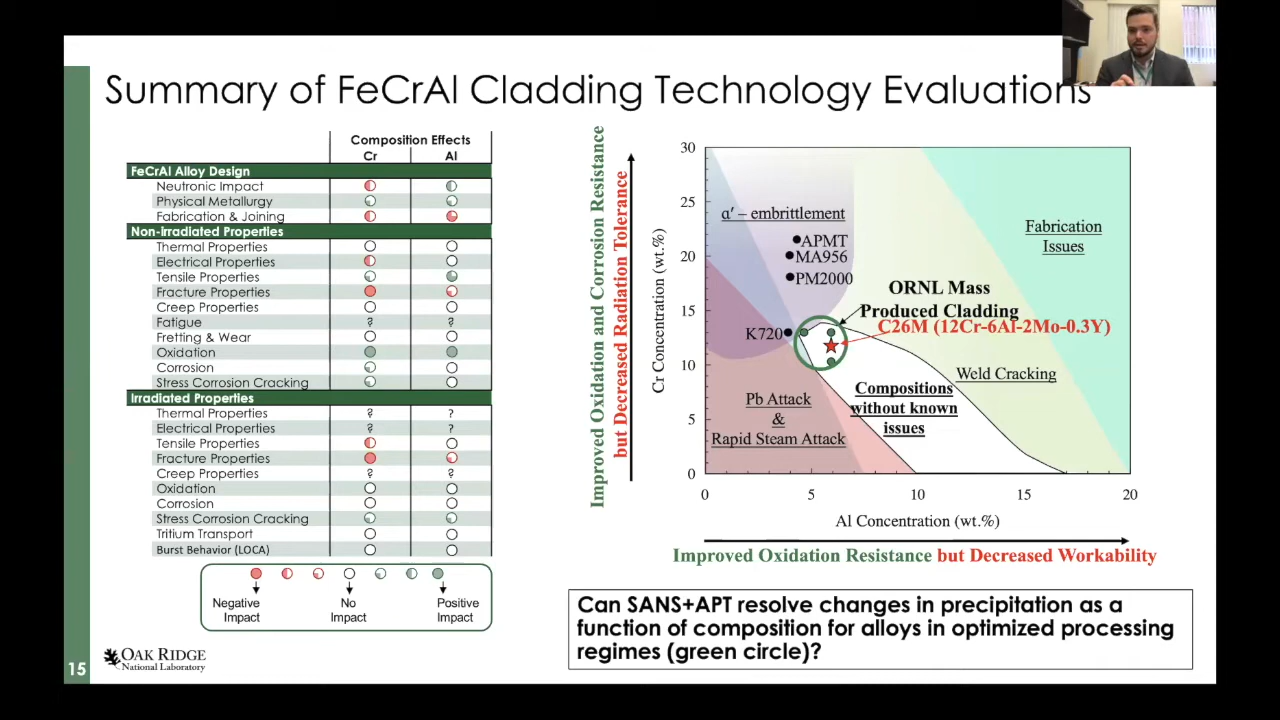 Summary of FeCrAl Cladding Technology Evaluations
Composition Effects
Cr Al
FeCrAl Alloy Design
Neutronic Impact
Physical Metallurgy
Fabrication & Joining
Non-irradiated Properties
Thermal Properties
Electrical Properties
Tensile Properties
Fracture Properties
Creep Properties
Fatigue ? ?
Fretting & Wear
Oxidation
Corrosion
Stress Corrosion Cracking
Irradiated Properties
Thermal Properties ? ?
Electrical Properties ? ?
Tensile Properties
Fracture Properties
Creep Properties ? ?
Oxidation
Corrosion
Stress Corrosion Cracking
Tritium Transport
Burst Behavior (LOCA)
Negative
Impact
No
Impact
Positive
Impact
Improved Oxidation and Corrosion Resistance
but Decreased Radiation Tolerance
Cr Concentration (wt.%)
30
25
20
15
10
5
0
α′ – embrittlement
APMT
MA956
PM2000
K720
Fabrication
Issues
ORNL Mass
Produced Cladding
C26M (12Cr-6Al-2Mo-0.3Y)
Weld Cracking
Compositions
without known
issues
Pb Attack
&
Rapid Steam Attack
0 5 10 15 20
Al Concentration (wt.%)
Improved Oxidation Resistance but Decreased Workability
Can SANS+APT resolve changes in precipitation as a
function of composition for alloys in optimized processing
regimes (green circle)?
15
OAK RIDGE
National Laboratory